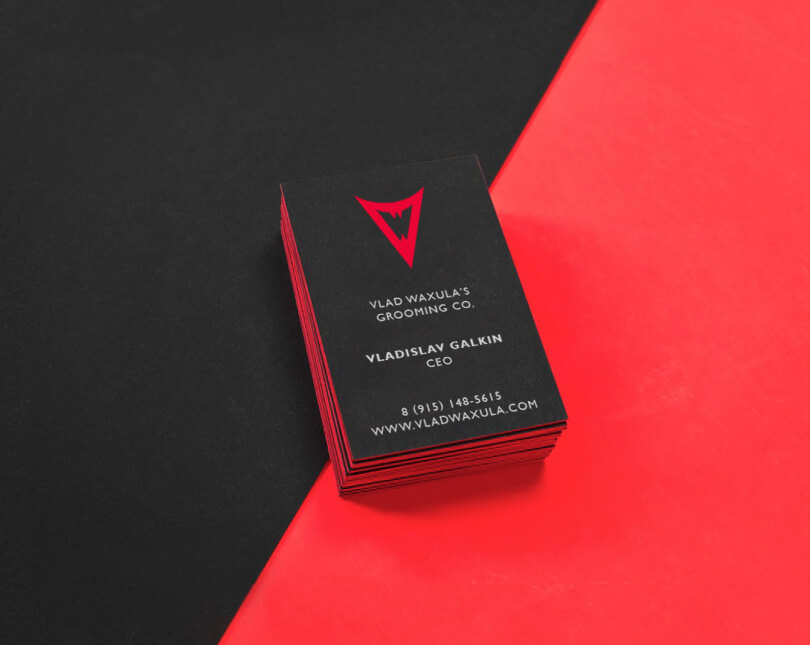 VLAD WAXULA'S
GROOMING CO.
VLADISLAV GALKIN
CEO
8 (915) 148-5615
WWW.VLADWAXULA.COM